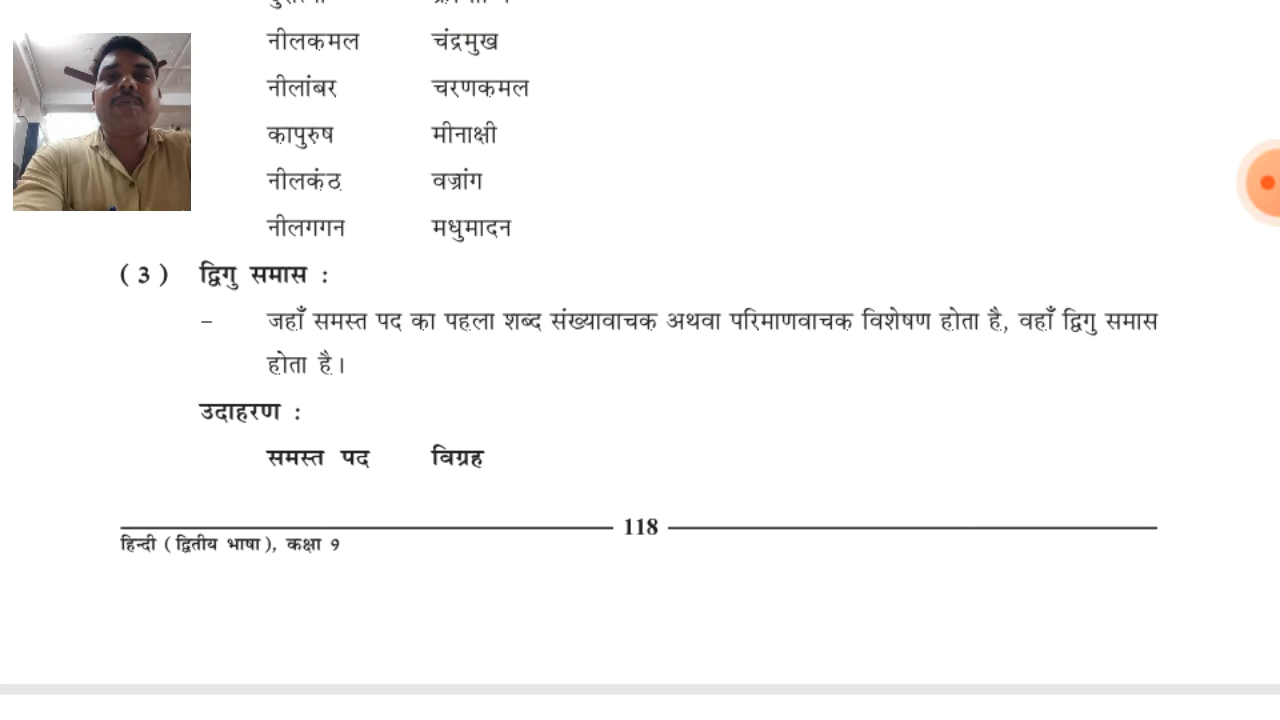 नीलकमल चंद्रमुख
नीलांबर चरणकमल
कापुरुष मीनाक्षी
नीलकंठ वज्रांग
नीलगगन मधुमादन
( 3 ) द्विगु समास :
– जहाँ समस्त पद का पहला शब्द संख्यावाचक अथवा परिमाणवाचक विशेषण होता है, वहाँ द्विगु समास
होता है।
उदाहरण :
समस्त पद विग्रह
118
हिन्दी ( द्वितीय भाषा ), कक्षा ९